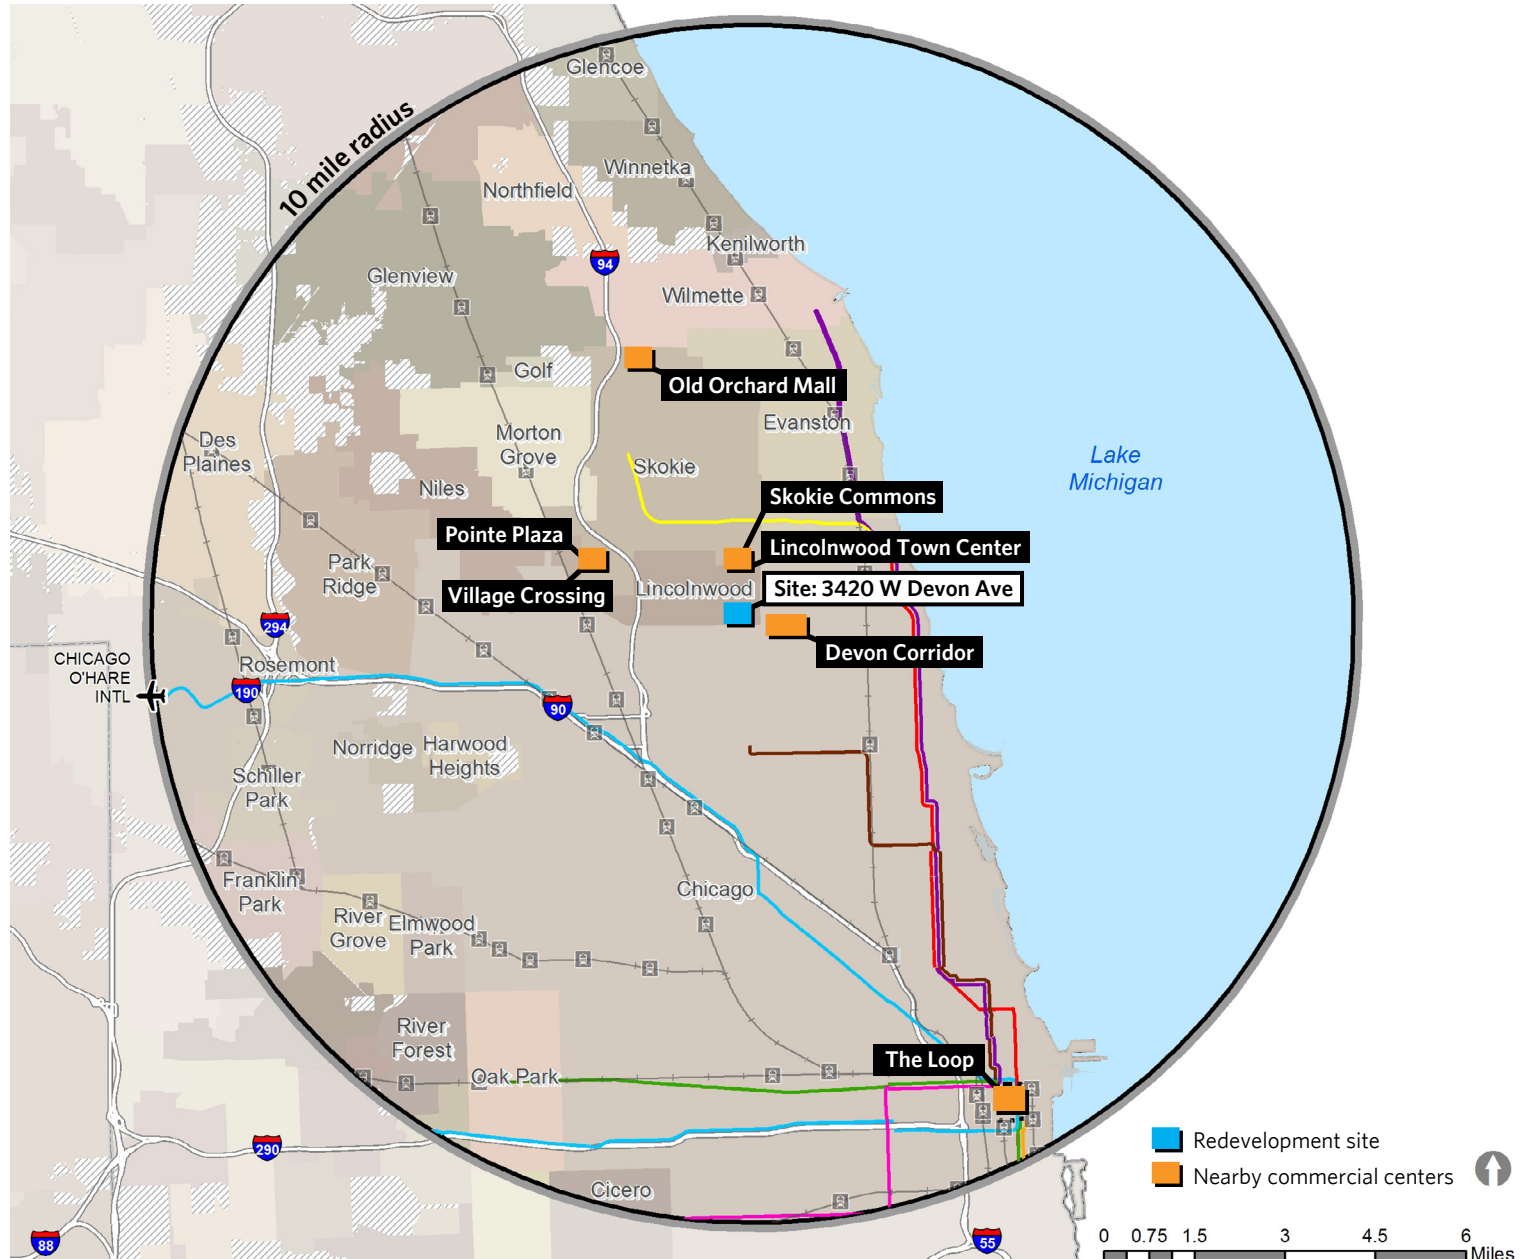 Glencoe
10 mile radius
Winnetka
Northfield
Kenilworth
94
Glenview
Wilmette
Golf
Old Orchard Mall
Evanston
Morton
Grove
Des
Plaines
Skokie
Lake
Michigan
Niles
Skokie Commons
Pointe Plaza
Lincolnwood Town Center
Park
Ridge
Village Crossing
Lincolnwood
Site: 3420 W Devon Ave
294
Devon Corridor
CHICAGO
O'HARE
INTL
Rosemont
190
90
Norridge
Harwood
Heights
Schiller
Park
Franklin
Park
Chicago
River
Grove
Elmwood
Park
River
Forest
The Loop
Oak Park
290
Redevelopment site
Nearby commercial centers
Cicero
88
55
0 0.75 1.5 3 4.5 6
Miles